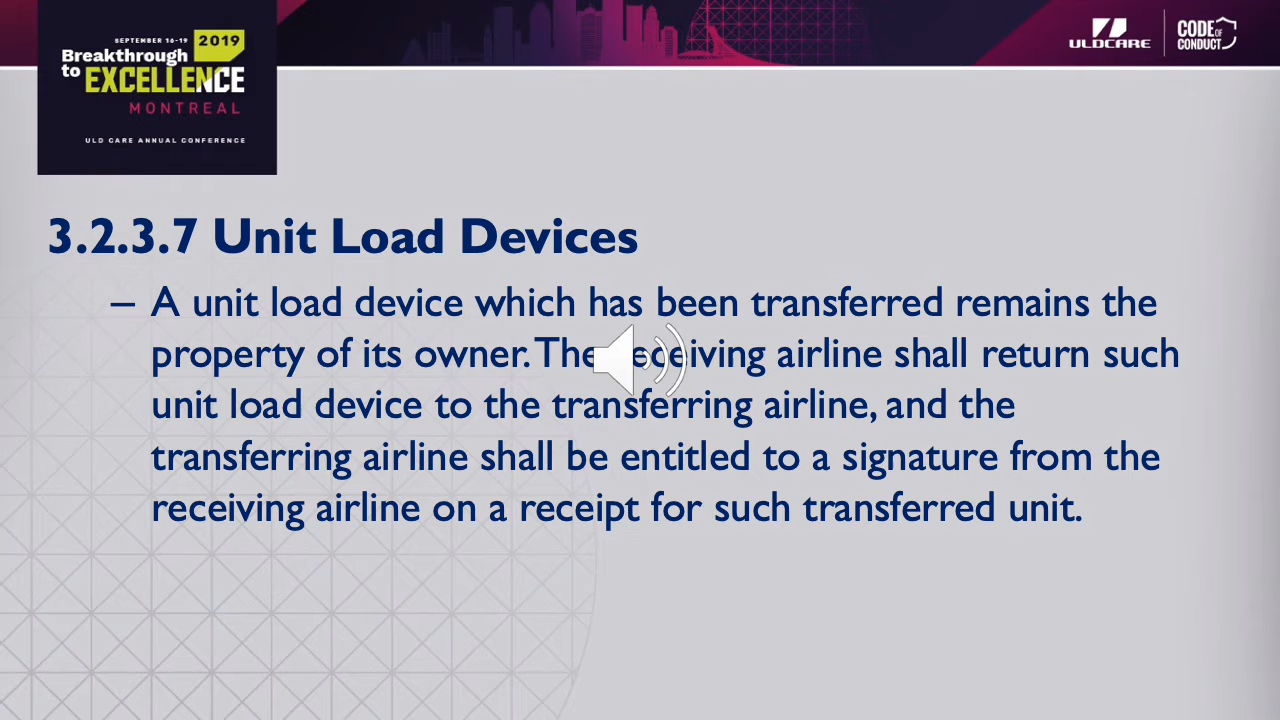 SEPTEMBER 16-19 2019
Breakthrough
to EXCELLENCE
MONTREAL
ULD CARE ANNUAL CONFERENCE
ULDCARE
CODE OF
CONDUCT
3.2.3.7 Unit Load Devices
– A unit load device which has been transferred remains the
property of its owner. The receiving airline shall return such
unit load device to the transferring airline, and the
transferring airline shall be entitled to a signature from the
receiving airline on a receipt for such transferred unit.